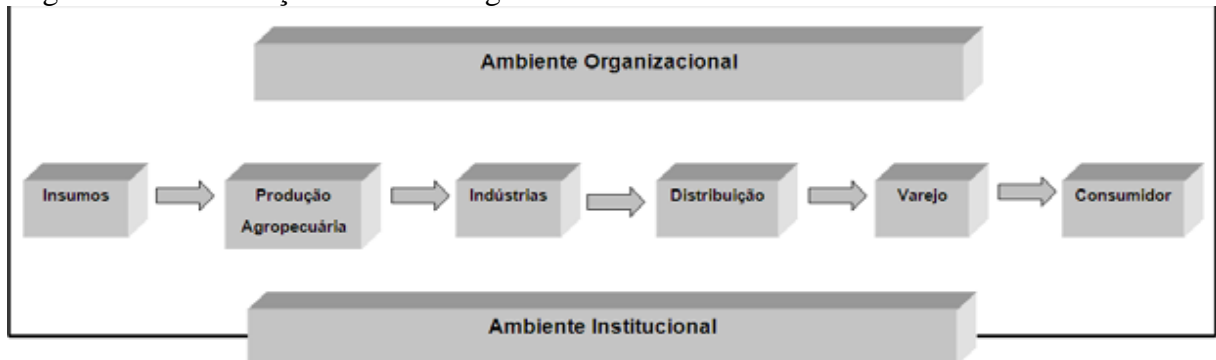 Ambiente Organizacional
Insumos
Produção
Agropecuária
Indústrias
Distribuição
Varejo
Consumidor
Ambiente Institucional